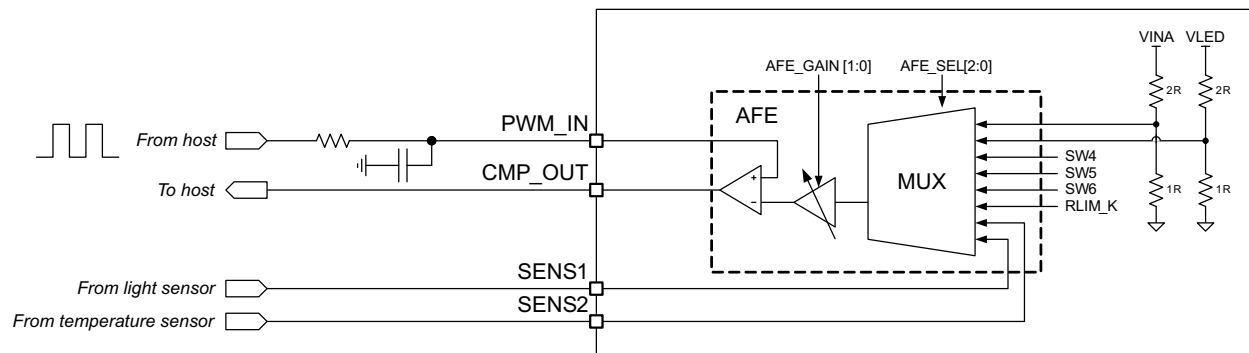 VINA VLED
AFE_GAIN [1:0] AFE_SEL[2:0]
2R 2R
AFE
From host PWM_IN
+
SW4
CMP_OUT
SW5
To host
MUX
SW6
−
1R 1R
RLIM_K
SENS1
From light sensor
SENS2
From temperature sensor